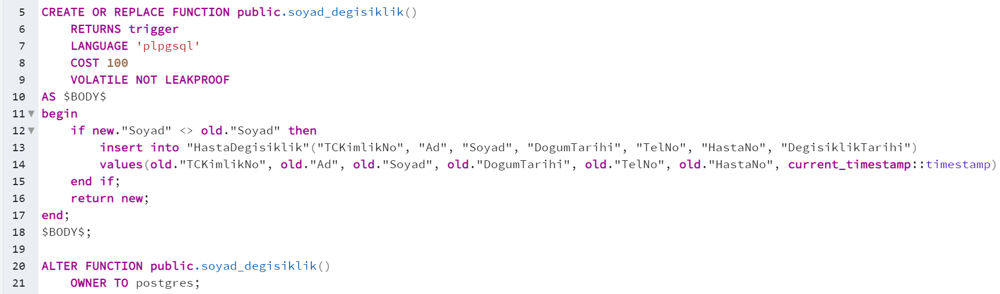 5 CREATE OR REPLACE FUNCTION public.soyad_degisiklik()
6 RETURNS trigger
7 LANGUAGE 'plpgsql'
8 COST 100
9 VOLATILE NOT LEAKPROOF
10 AS $BODY$
11 begin
12 if new."Soyad" <> old."Soyad" then
13 insert into "HastaDegisiklik"("TCKimlikNo", "Ad", "Soyad", "DogumTarihi", "TelNo", "HastaNo", "DegisiklikTarihi")
14 values(old."TCKimlikNo", old."Ad", old."Soyad", old."DogumTarihi", old."TelNo", old."HastaNo", current_timestamp::timestamp)
15 end if;
16 return new;
17 end;
18 $BODY$;
19
20 ALTER FUNCTION public.soyad_degisiklik()
21 OWNER TO postgres;